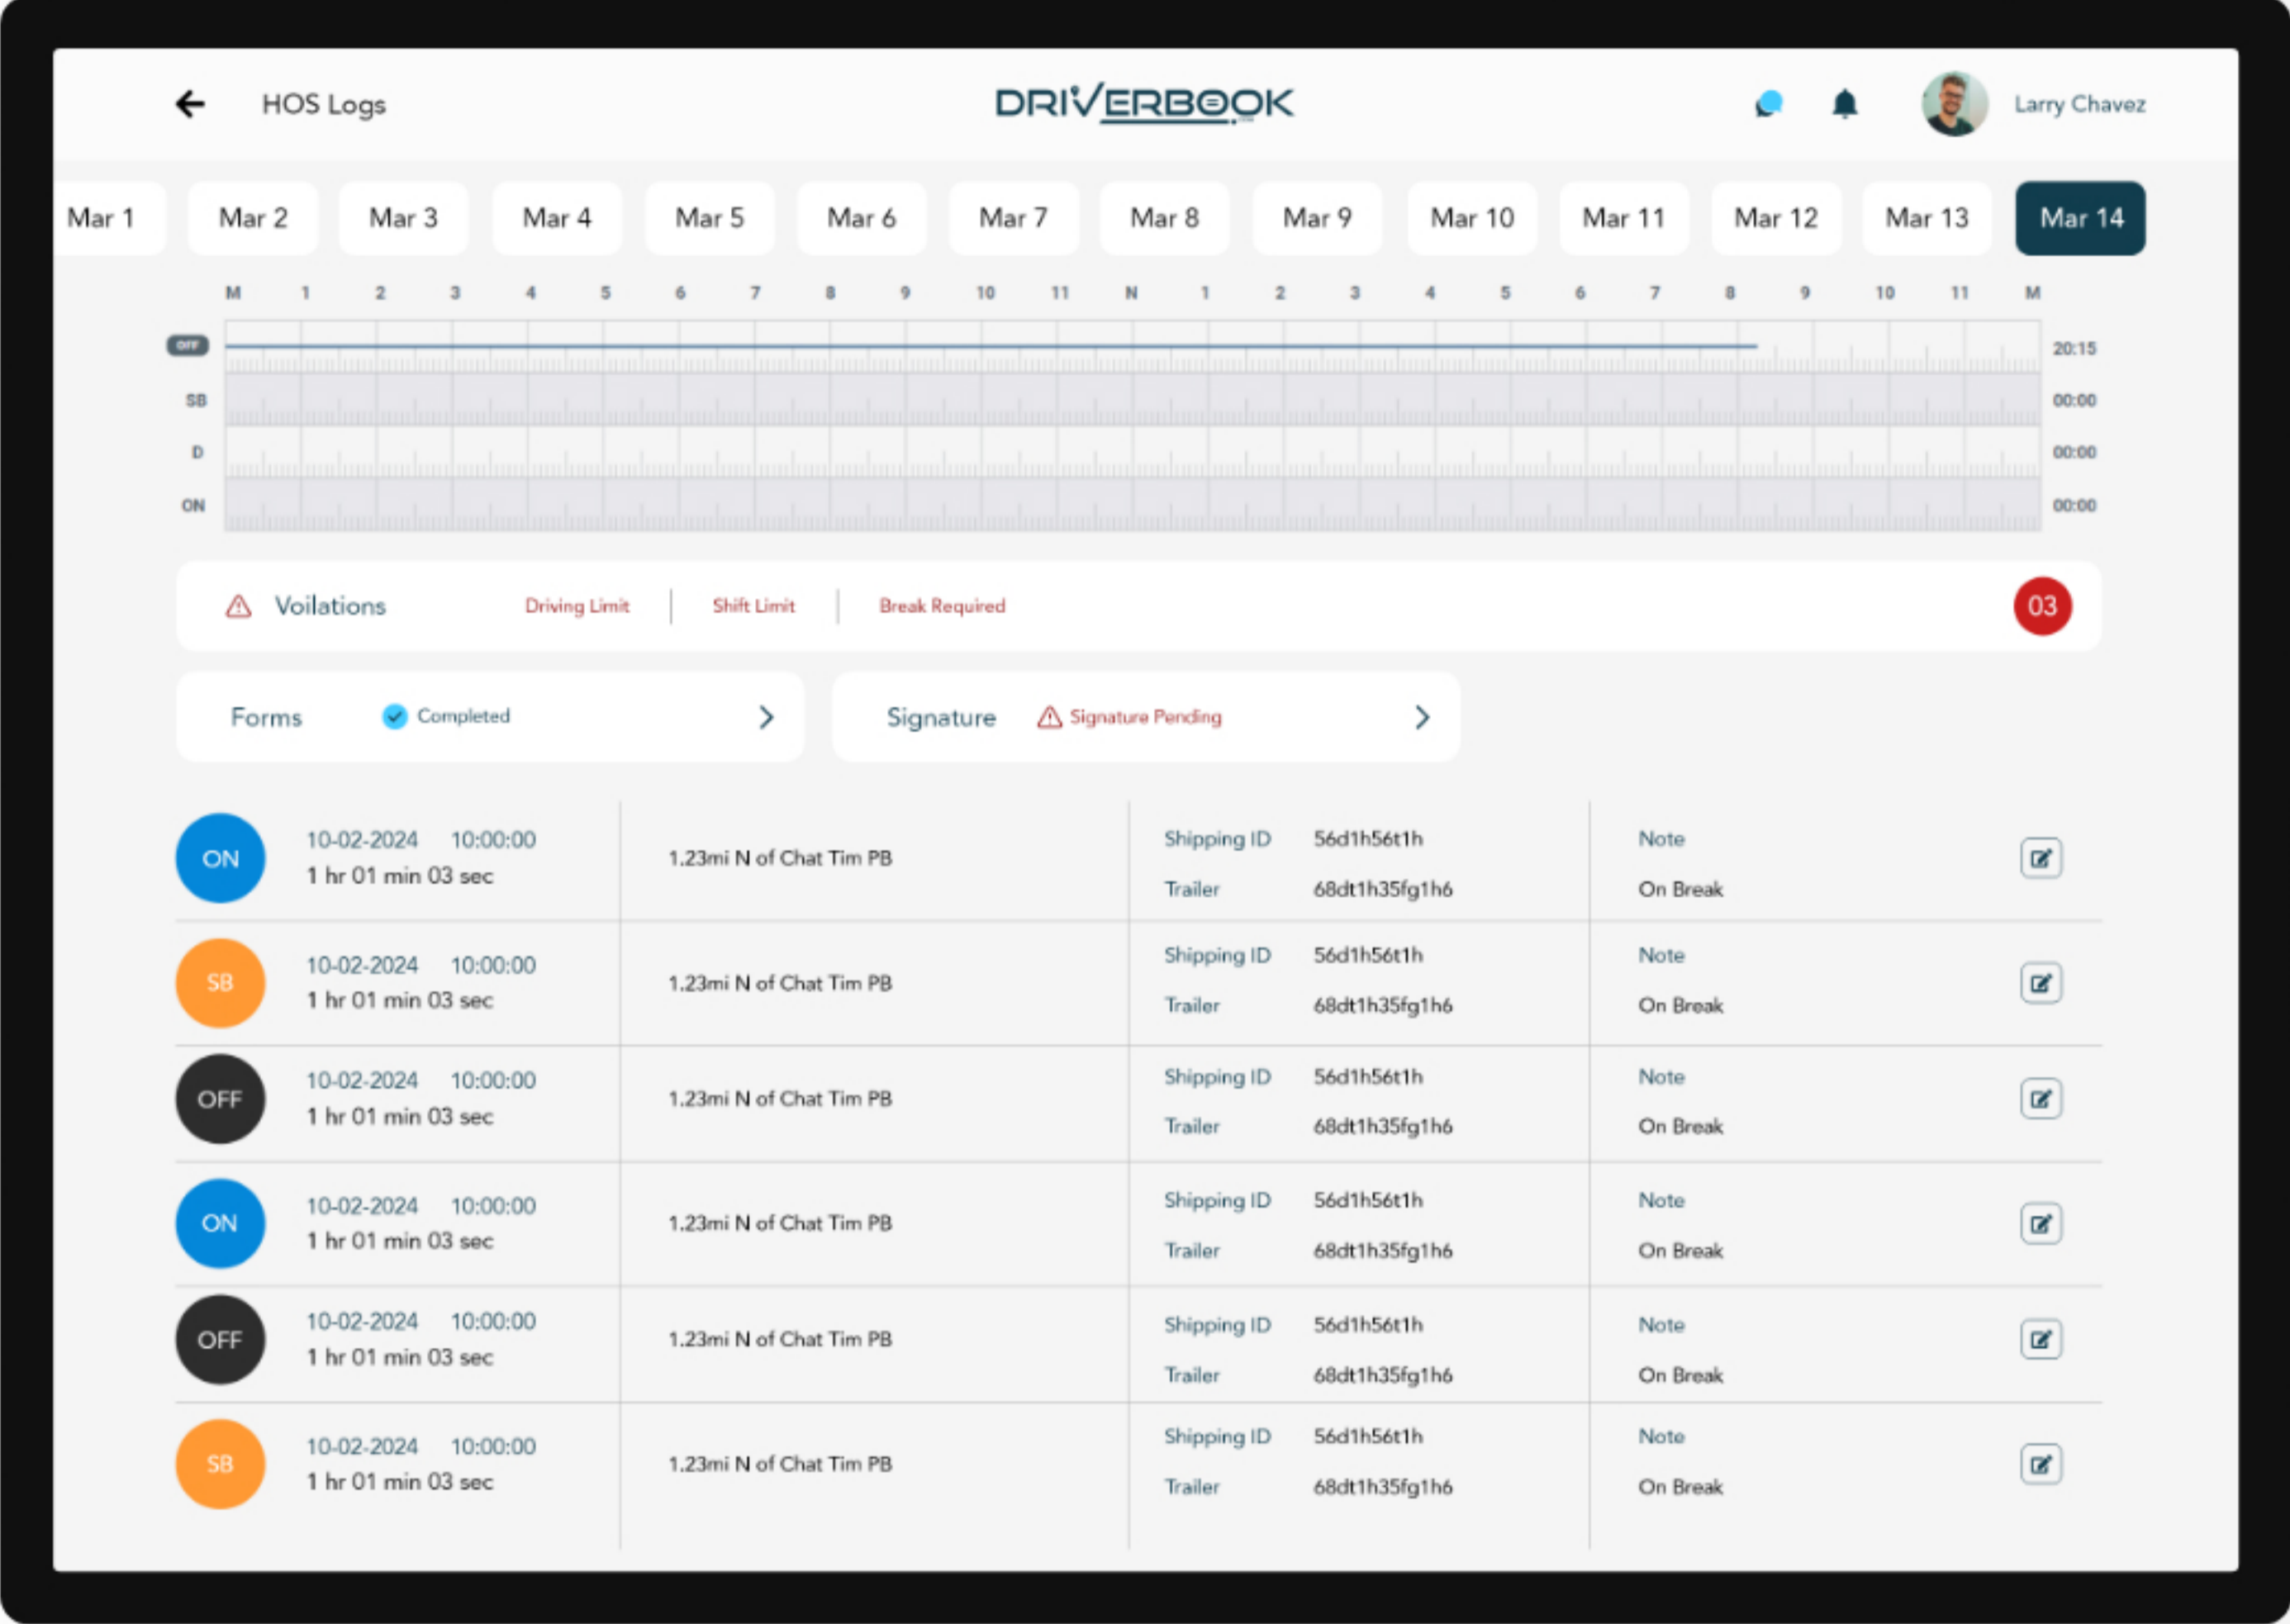 HOS Logs DRIVERBOOK Larry Chavez
Mar 1 Mar 2 Mar 3 Mar 4 Mar 5 Mar 6 Mar 7 Mar 8 Mar 9 Mar 10 Mar 11 Mar 12 Mar 13 Mar 14
M 1 2 3 4 5 6 7 8 9 10 11 N 1 2 3 4 5 6 7 8 9 10 11 M
OFF 20:15
SB 00:00
D 00:00
ON 00:00
Voilations Driving Limit Shift Limit Break Required 03
Forms Completed Signature Signature Pending
ON 10-02-2024 10:00:00
1 hr 01 min 03 sec
1.23mi N of Chat Tim PB
Shipping ID 56d1h56t1h
Trailer 68dt1h35fg1h6
Note
On Break
SB 10-02-2024 10:00:00
1 hr 01 min 03 sec
1.23mi N of Chat Tim PB
Shipping ID 56d1h56t1h
Trailer 68dt1h35fg1h6
Note
On Break
OFF 10-02-2024 10:00:00
1 hr 01 min 03 sec
1.23mi N of Chat Tim PB
Shipping ID 56d1h56t1h
Trailer 68dt1h35fg1h6
Note
On Break
ON 10-02-2024 10:00:00
1 hr 01 min 03 sec
1.23mi N of Chat Tim PB
Shipping ID 56d1h56t1h
Trailer 68dt1h35fg1h6
Note
On Break
OFF 10-02-2024 10:00:00
1 hr 01 min 03 sec
1.23mi N of Chat Tim PB
Shipping ID 56d1h56t1h
Trailer 68dt1h35fg1h6
Note
On Break
SB 10-02-2024 10:00:00
1 hr 01 min 03 sec
1.23mi N of Chat Tim PB
Shipping ID 56d1h56t1h
Trailer 68dt1h35fg1h6
Note
On Break